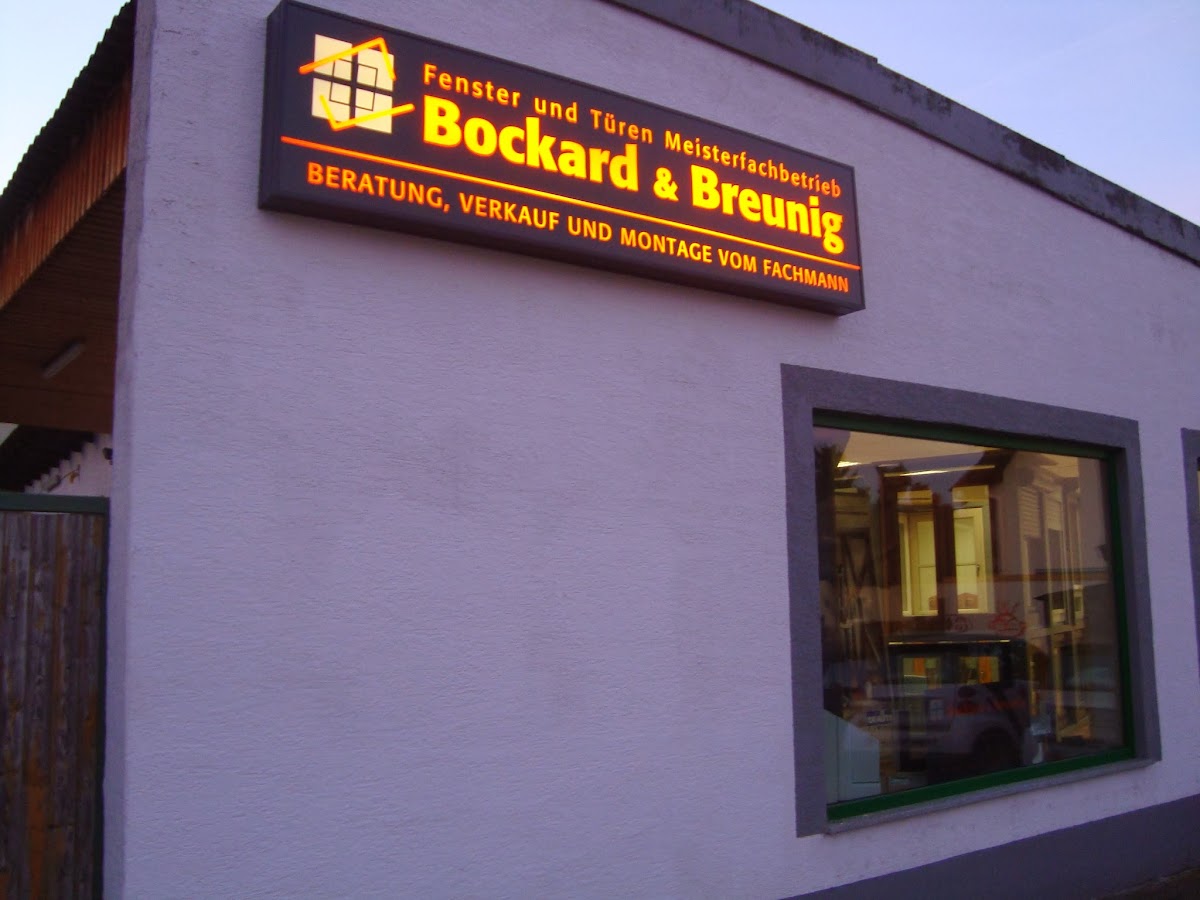 Fenster und Türen Meisterfachbetrieb
Bockard & Breunig
BERATUNG, VERKAUF UND MONTAGE VOM FACHMANN